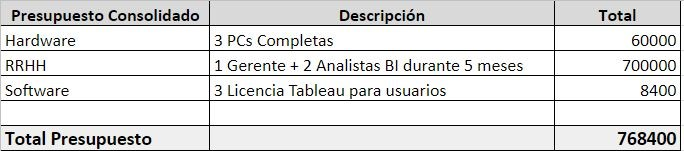 Presupuesto Consolidado Descripción Total
Hardware 3 PCs Completas 60000
RRHH 1 Gerente + 2 Analistas BI durante 5 meses 700000
Software 3 Licencia Tableau para usuarios 8400
Total Presupuesto 768400